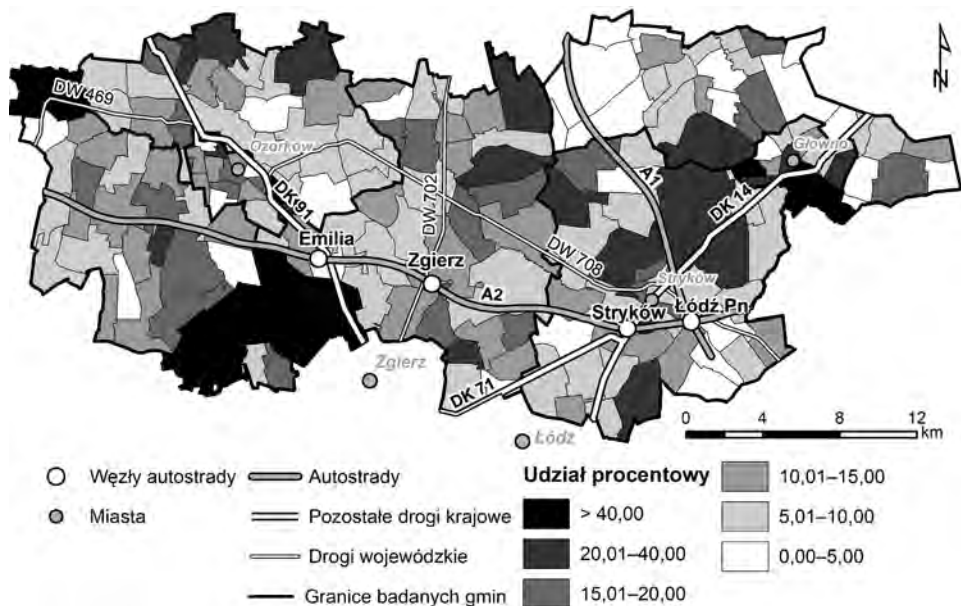 N
DW 469
Ozorków
Głowno
DK 91
DW 702
A1
DK 14
Emilia
Zgierz
DW 708
Stryków
A2
Stryków
Łódź Pn
Zgierz
DK 71
Łódź
0 4 8 12
km
Węzły autostrady
Autostrady
Udział procentowy
10,01–15,00
Miasta
Pozostałe drogi krajowe
> 40,00
5,01–10,00
Drogi wojewódzkie
20,01–40,00
0,00–5,00
Granice badanych gmin
15,01–20,00